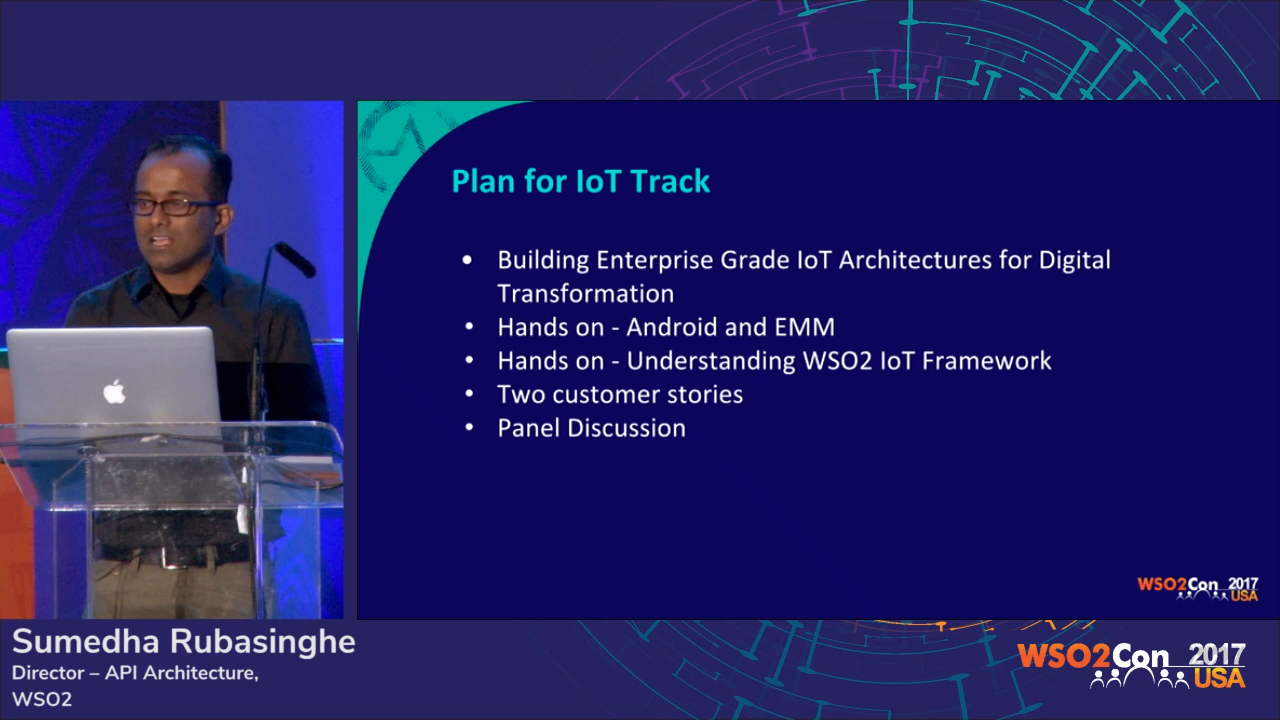 Plan for IoT Track
• Building Enterprise Grade IoT Architectures for Digital
Transformation
• Hands on - Android and EMM
• Hands on - Understanding WSO2 IoT Framework
• Two customer stories
• Panel Discussion
WSO2Con 2017
USA
Sumedha Rubasinghe
Director – API Architecture,
WSO2
WSO2Con 2017
USA